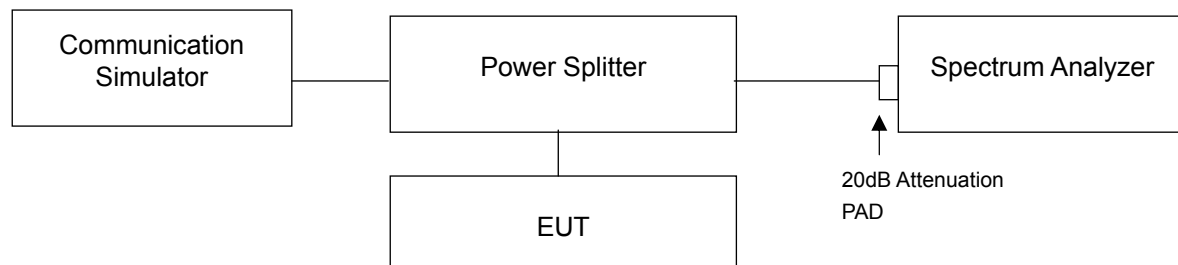 Communication
Simulator
Power Splitter
Spectrum Analyzer
20dB Attenuation
PAD
EUT